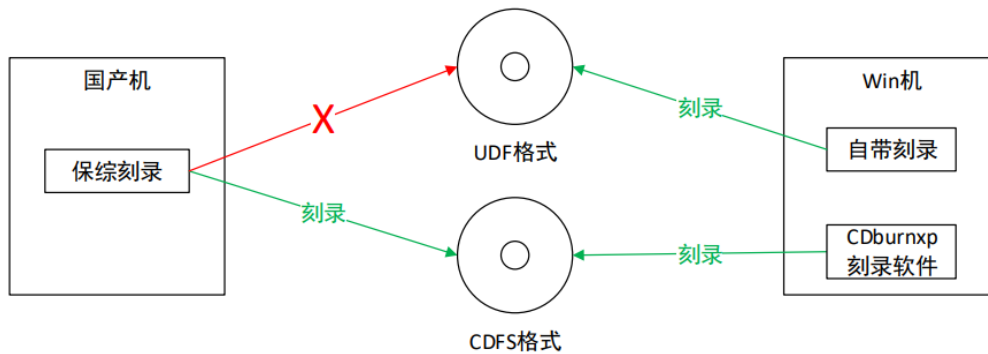 国产机
保综刻录
X
刻录
UDF格式
CDFS格式
刻录
刻录
Win机
自带刻录
CDburnxp
刻录软件